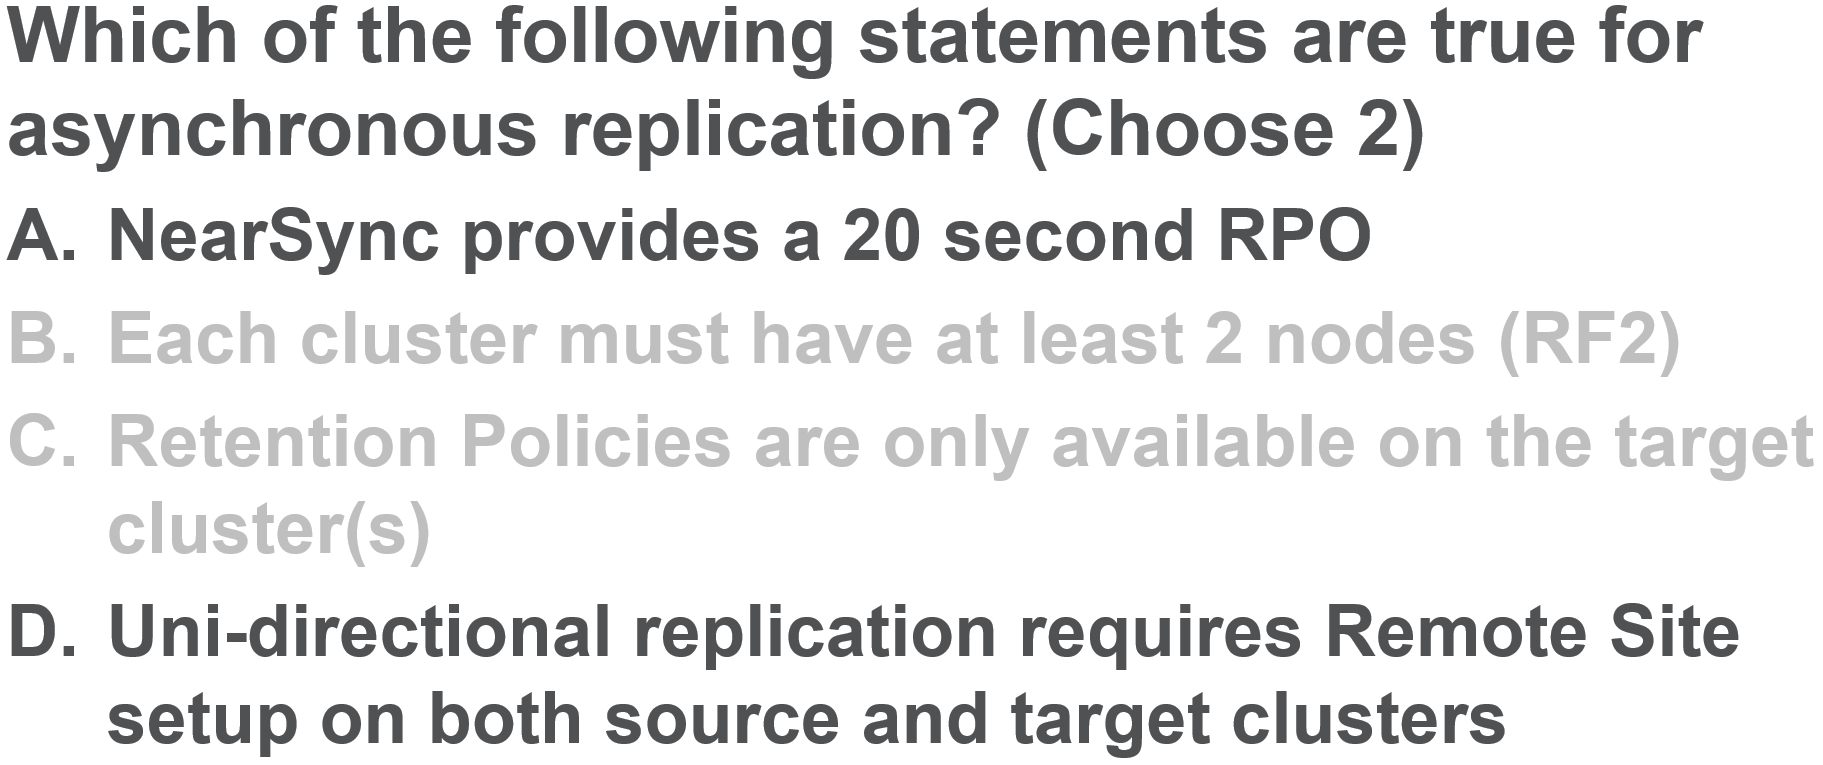 Which of the following statements are true for
asynchronous replication? (Choose 2)
A. NearSync provides a 20 second RPO
B. Each cluster must have at least 2 nodes (RF2)
C. Retention Policies are only available on the target
cluster(s)
D. Uni-directional replication requires Remote Site
setup on both source and target clusters